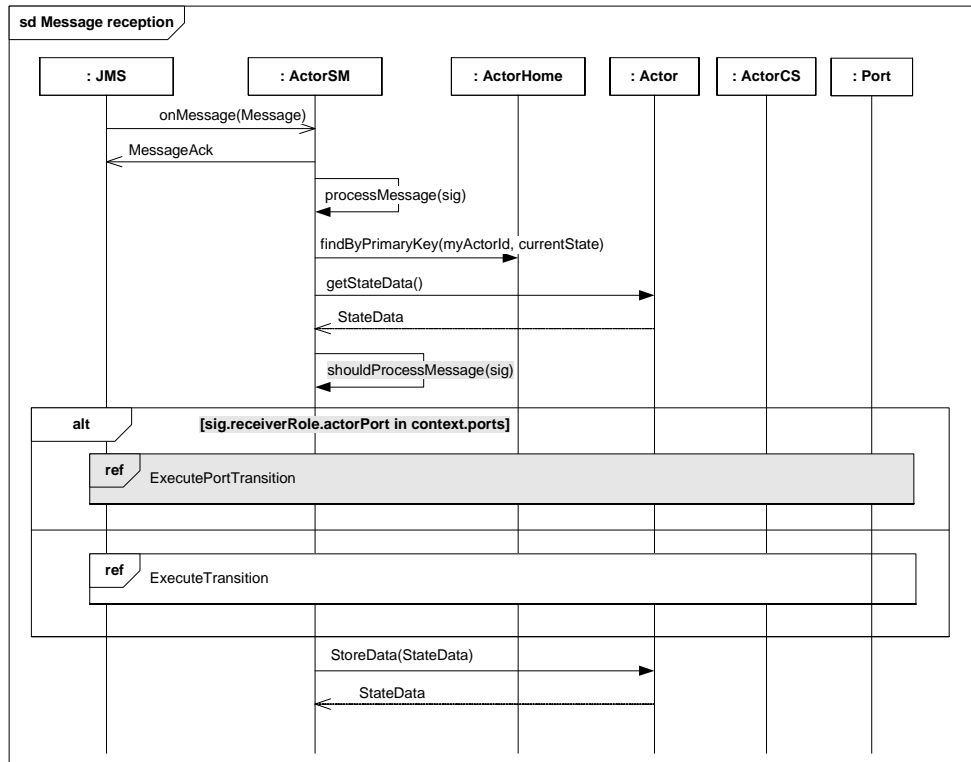 sd Message reception
: JMS
: ActorSM
: ActorHome
: Actor
: ActorCS
: Port
onMessage(Message)
MessageAck
processMessage(sig)
findByPrimaryKey(myActorId, currentState)
getStateData()
StateData
shouldProcessMessage(sig)
alt
[sig.receiverRole.actorPort in context.ports]
ref
ExecutePortTransition
ref
ExecuteTransition
StoreData(StateData)
StateData